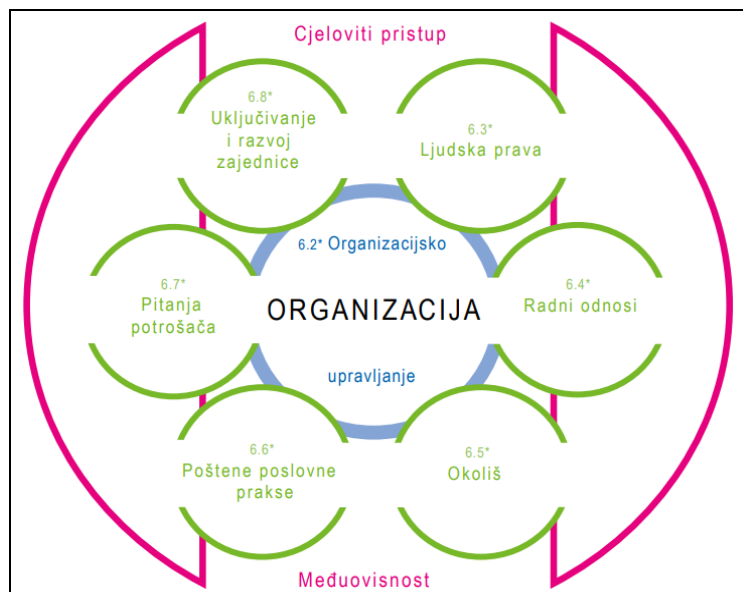 Cjeloviti pristup
6.8*
Uključivanje
i razvoj
zajednice
6.3*
Ljudska prava
6.2* Organizacijsko
6.7*
Pitanja
potrošača
ORGANIZACIJA
6.4*
Radni odnosi
upravljanje
6.6*
Poštene poslovne
prakse
6.5*
Okoliš
Međuovisnost